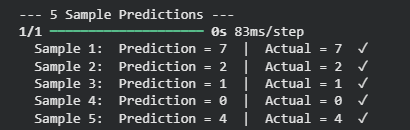 --- 5 Sample Predictions ---
1/1 ━━━━━━━━━━━━━━━━━━━━ 0s 83ms/step
Sample 1: Prediction = 7 | Actual = 7 ✓
Sample 2: Prediction = 2 | Actual = 2 ✓
Sample 3: Prediction = 1 | Actual = 1 ✓
Sample 4: Prediction = 0 | Actual = 0 ✓
Sample 5: Prediction = 4 | Actual = 4 ✓